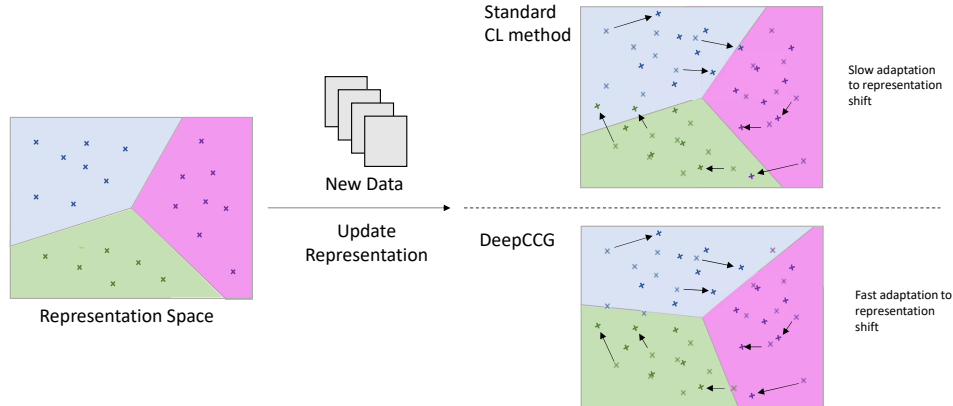 Standard
CL method
Slow adaptation
to representation
shift
New Data
Update
Representation
Representation Space
DeepCCG
Fast adaptation to
representation
shift